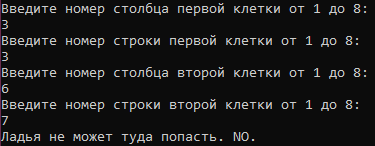 Введите номер столбца первой клетки от 1 до 8:
3
Введите номер строки первой клетки от 1 до 8:
3
Введите номер столбца второй клетки от 1 до 8:
6
Введите номер строки второй клетки от 1 до 8:
7
Ладья не может туда попасть. NO.